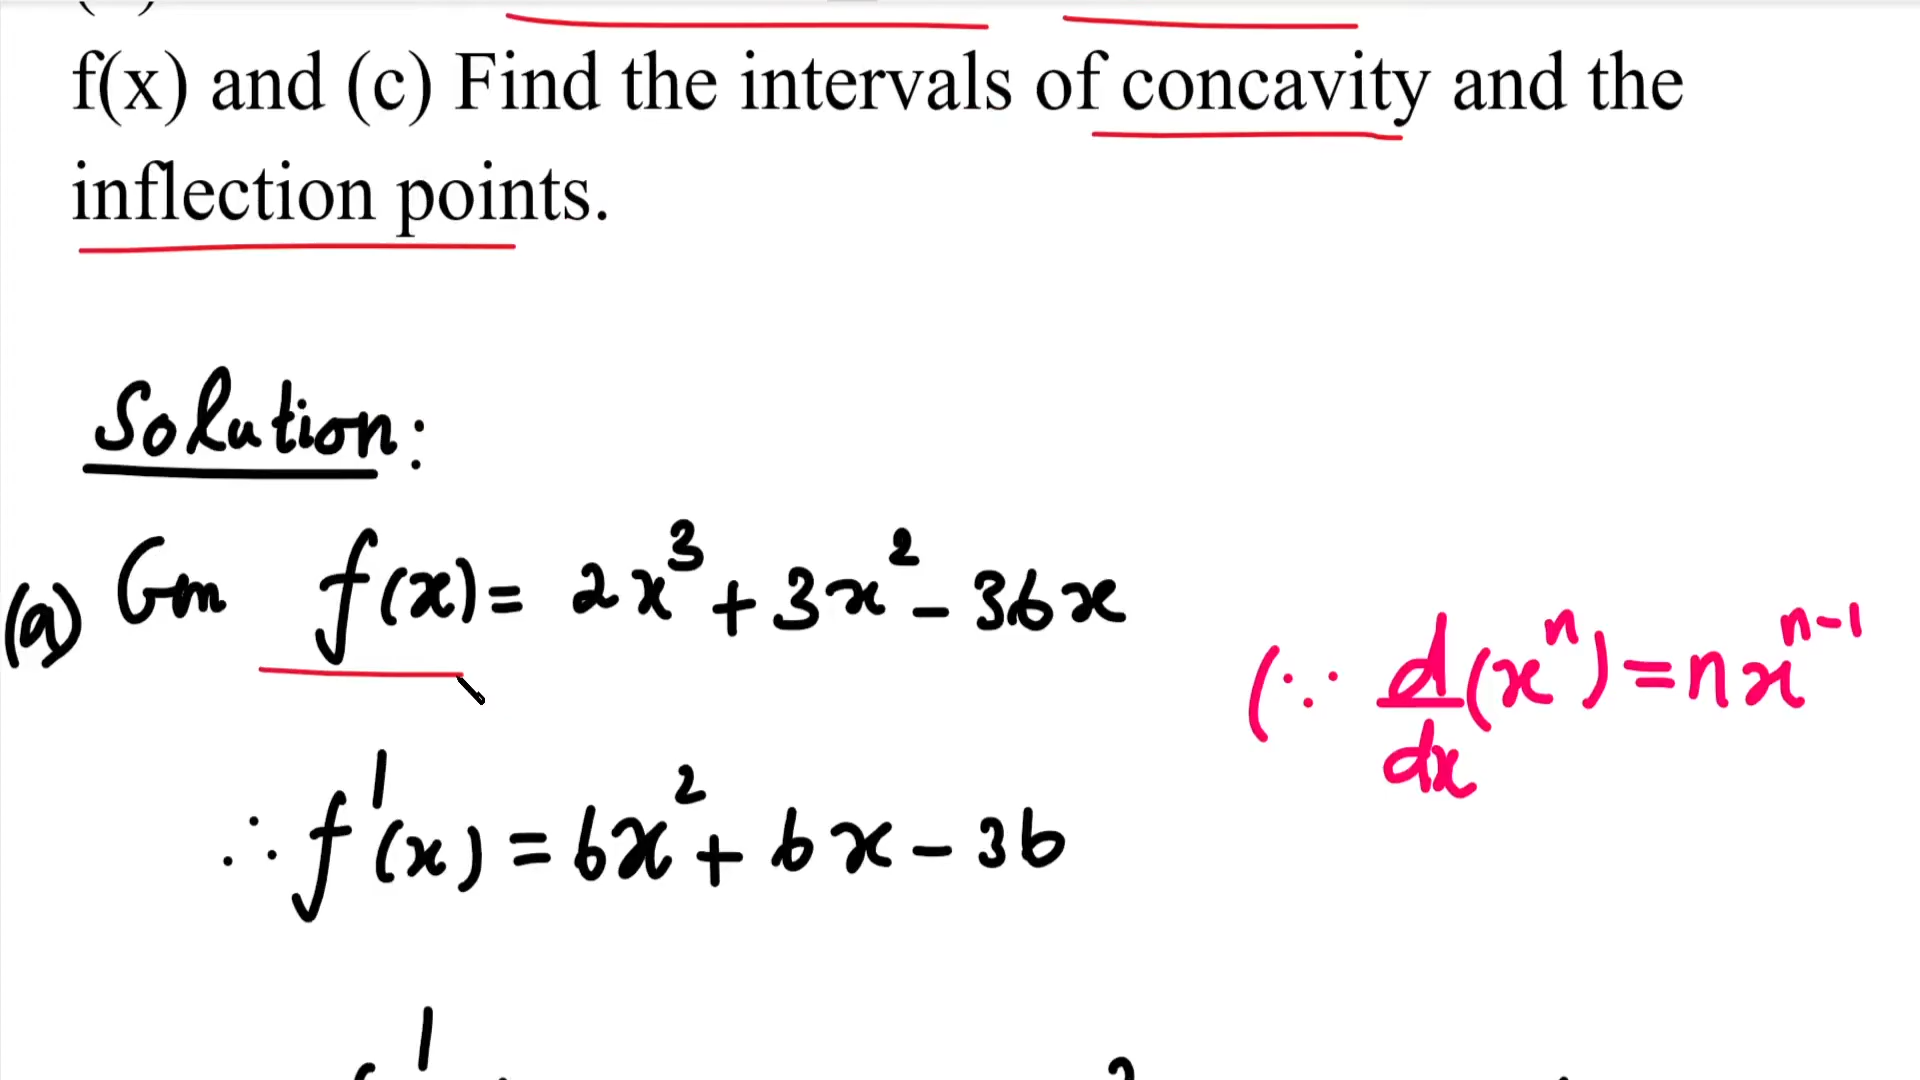 f(x) and (c) Find the intervals of concavity and the
inflection points.
Solution:
(a) Gvn f(x) = 2x³ + 3x² - 36x
(∵ d/dx (xⁿ) = nxⁿ⁻¹
∴ f'(x) = 6x² + 6x - 36